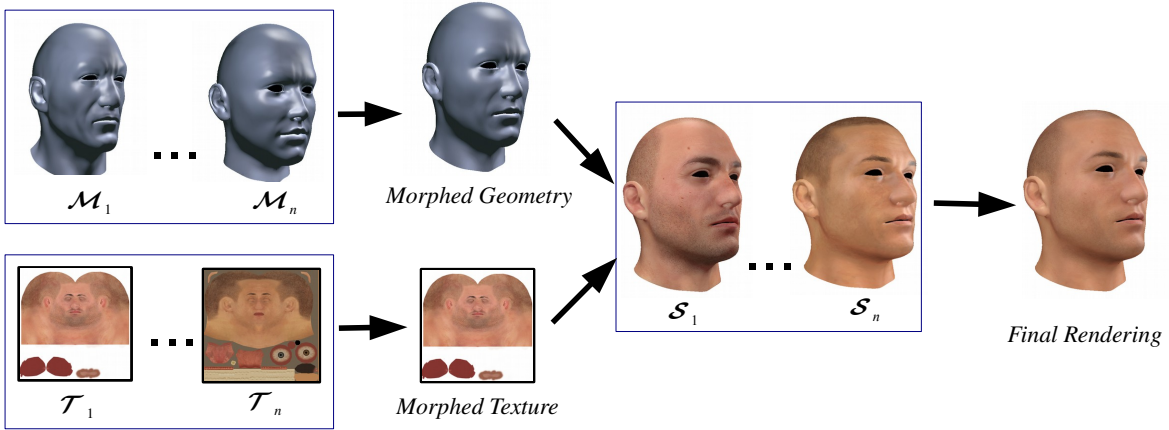 M1
Mn
Morphed Geometry
S1
Sn
Final Rendering
T1
Tn
Morphed Texture